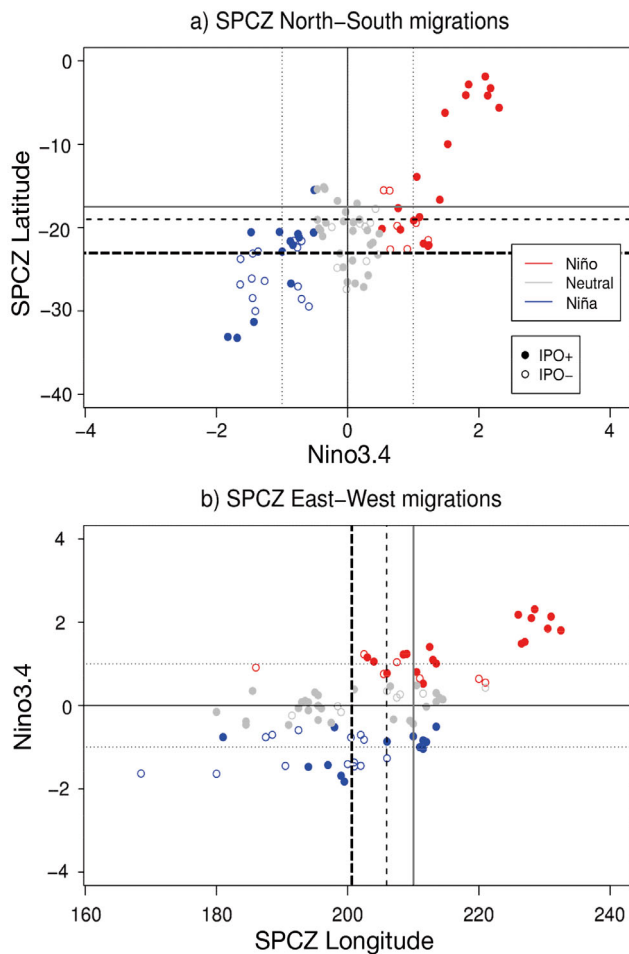 a) SPCZ North−South migrations
0
−10
−20
−30
−40
SPCZ Latitude
Niño
Neutral
Niña
IPO+
IPO−
−4
−2
0
2
4
Nino3.4
b) SPCZ East−West migrations
4
2
0
−2
−4
Nino3.4
160
180
200
220
240
SPCZ Longitude